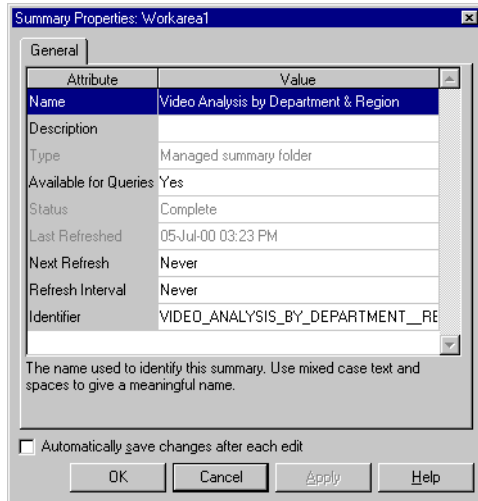 Summary Properties: Workarea1
General
Attribute Value
Name Video Analysis by Department & Region
Description
Type Managed summary folder
Available for Queries Yes
Status Complete
Last Refreshed 05-Jul-00 03:23 PM
Next Refresh Never
Refresh Interval Never
Identifier VIDEO_ANALYSIS_BY_DEPARTMENT__RE
The name used to identify this summary. Use mixed case text and
spaces to give a meaningful name.
Automatically save changes after each edit
OK Cancel Apply Help